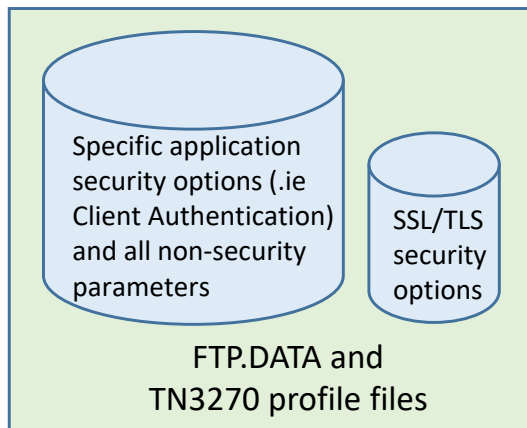 Specific application
security options (.ie
Client Authentication)
and all non-security
parameters
SSL/TLS
security
options
FTP.DATA and
TN3270 profile files